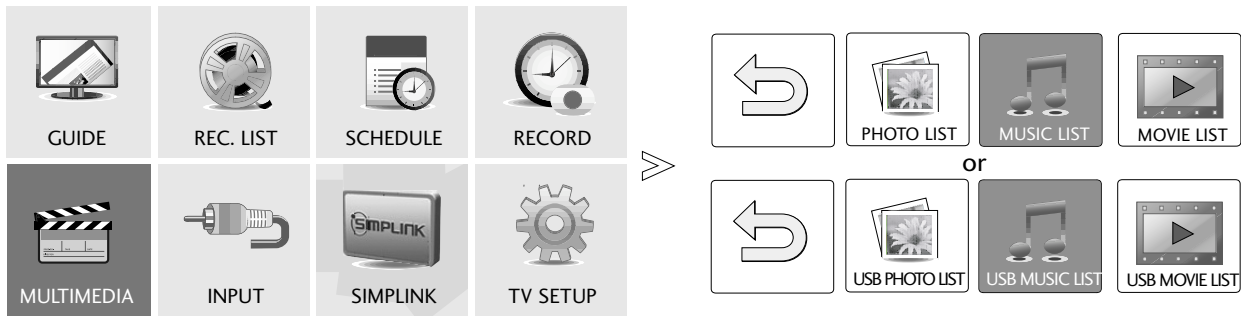 GUIDE REC. LIST SCHEDULE RECORD
SIMPLINK
MULTIMEDIA INPUT SIMPLINK TV SETUP
PHOTO LIST MUSIC LIST MOVIE LIST
or
USB PHOTO LIST USB MUSIC LIST USB MOVIE LIST